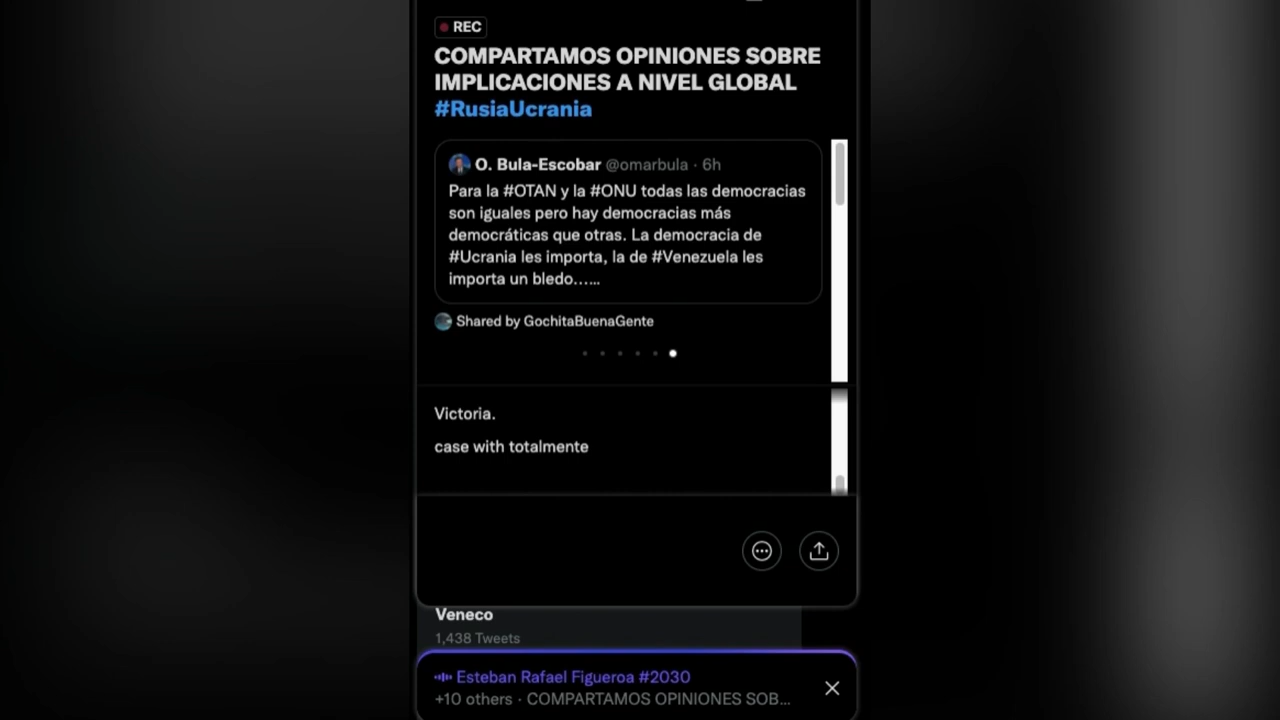 REC
COMPARTAMOS OPINIONES SOBRE
IMPLICACIONES A NIVEL GLOBAL
#RusiaUcrania
O. Bula-Escobar @omarbula · 6h
Para la #OTAN y la #ONU todas las democracias
son iguales pero hay democracias más
democráticas que otras. La democracia de
#Ucrania les importa, la de #Venezuela les
importa un bledo......
Shared by GochitaBuenaGente
Victoria.
case with totalmente
Veneco
1,438 Tweets
Esteban Rafael Figueroa #2030
+10 others · COMPARTAMOS OPINIONES SOB...